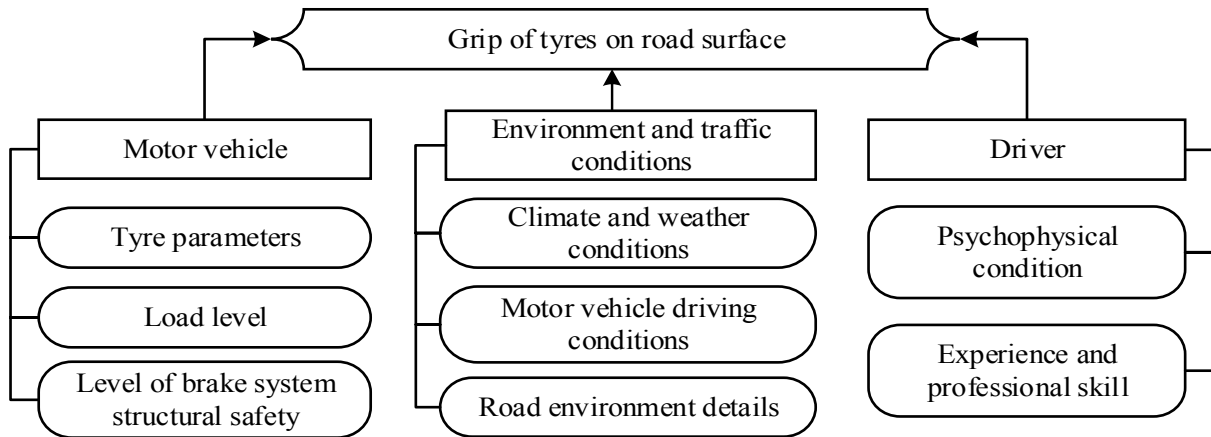 Grip of tyres on road surface
Motor vehicle
Tyre parameters
Load level
Level of brake system
structural safety
Environment and traffic
conditions
Climate and weather
conditions
Motor vehicle driving
conditions
Road environment details
Driver
Psychophysical
condition
Experience and
professional skill